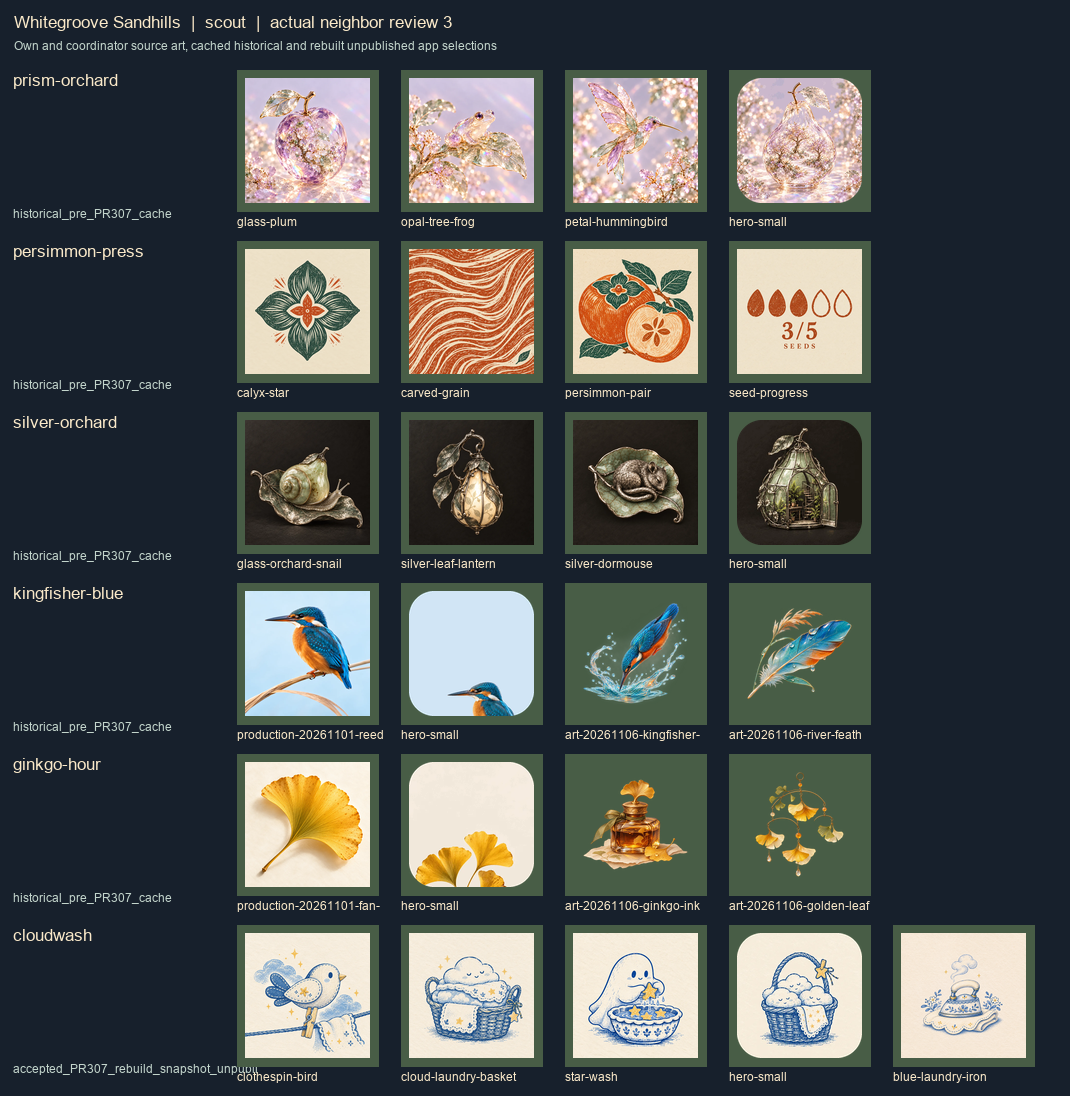 Whitegroove Sandhills | scout | actual neighbor review 3
Own and coordinator source art, cached historical and rebuilt unpublished app selections
prism-orchard
historical_pre_PR307_cache
glass-plum
opal-tree-frog
petal-hummingbird
hero-small
persimmon-press
3/5
SEEDS
historical_pre_PR307_cache
calyx-star
carved-grain
persimmon-pair
seed-progress
silver-orchard
historical_pre_PR307_cache
glass-orchard-snail
silver-leaf-lantern
silver-dormouse
hero-small
kingfisher-blue
historical_pre_PR307_cache
production-20261101-reed
hero-small
art-20261106-kingfisher-
art-20261106-river-feath
ginkgo-hour
historical_pre_PR307_cache
production-20261101-fan-
hero-small
art-20261106-ginkgo-ink
art-20261106-golden-leaf
cloudwash
accepted_PR307_rebuild_snapshot_unpubli
clothespin-bird
cloud-laundry-basket
star-wash
hero-small
blue-laundry-iron